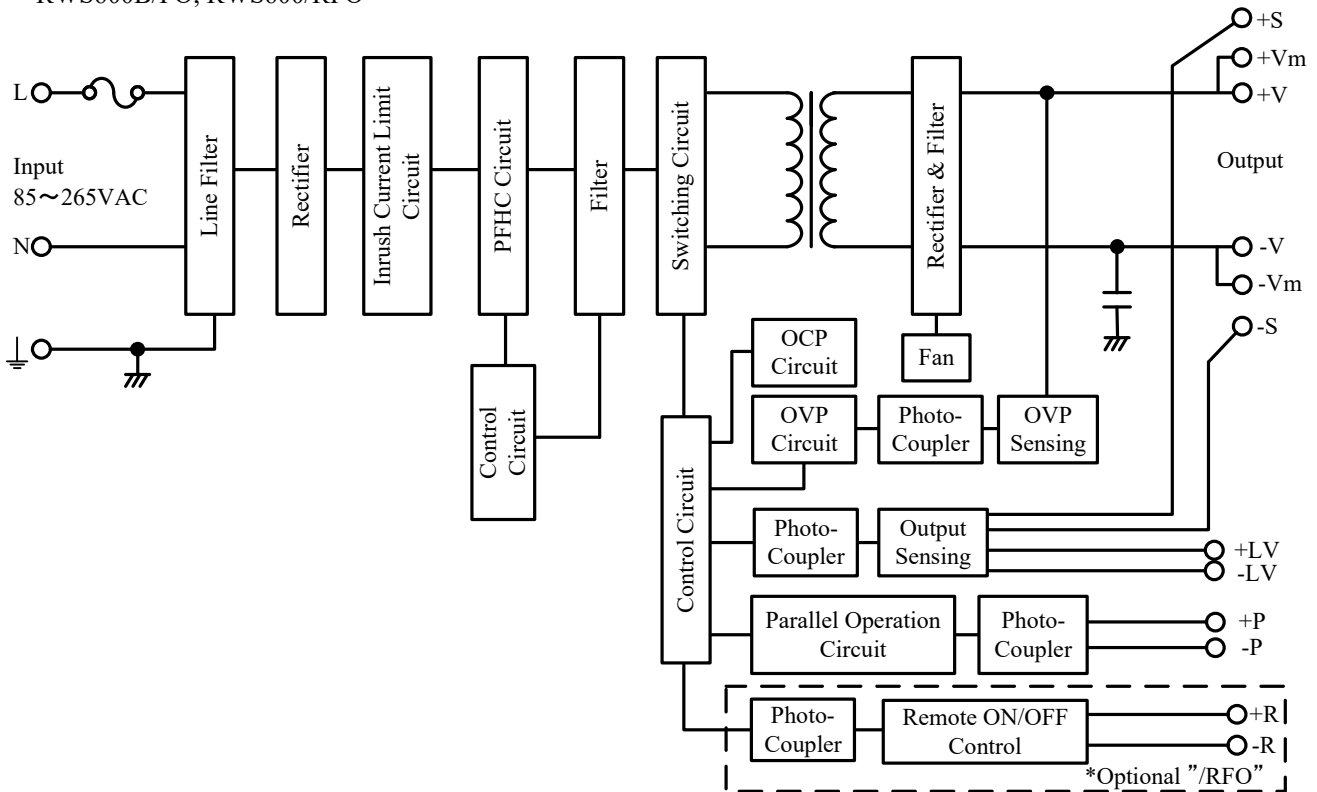 L
Input
85～265VAC
N
Line Filter
Rectifier
Inrush Current Limit
Circuit
PFHC Circuit
Filter
Switching Circuit
Rectifier & Filter
+S
+Vm
+V
Output
-V
-Vm
-S
Control
Circuit
Control Circuit
OCP
Circuit
Fan
OVP
Circuit
Photo-
Coupler
OVP
Sensing
Photo-
Coupler
Output
Sensing
+LV
-LV
Parallel Operation
Circuit
Photo-
Coupler
+P
-P
Photo-
Coupler
Remote ON/OFF
Control
+R
-R
*Optional ”/RFO”